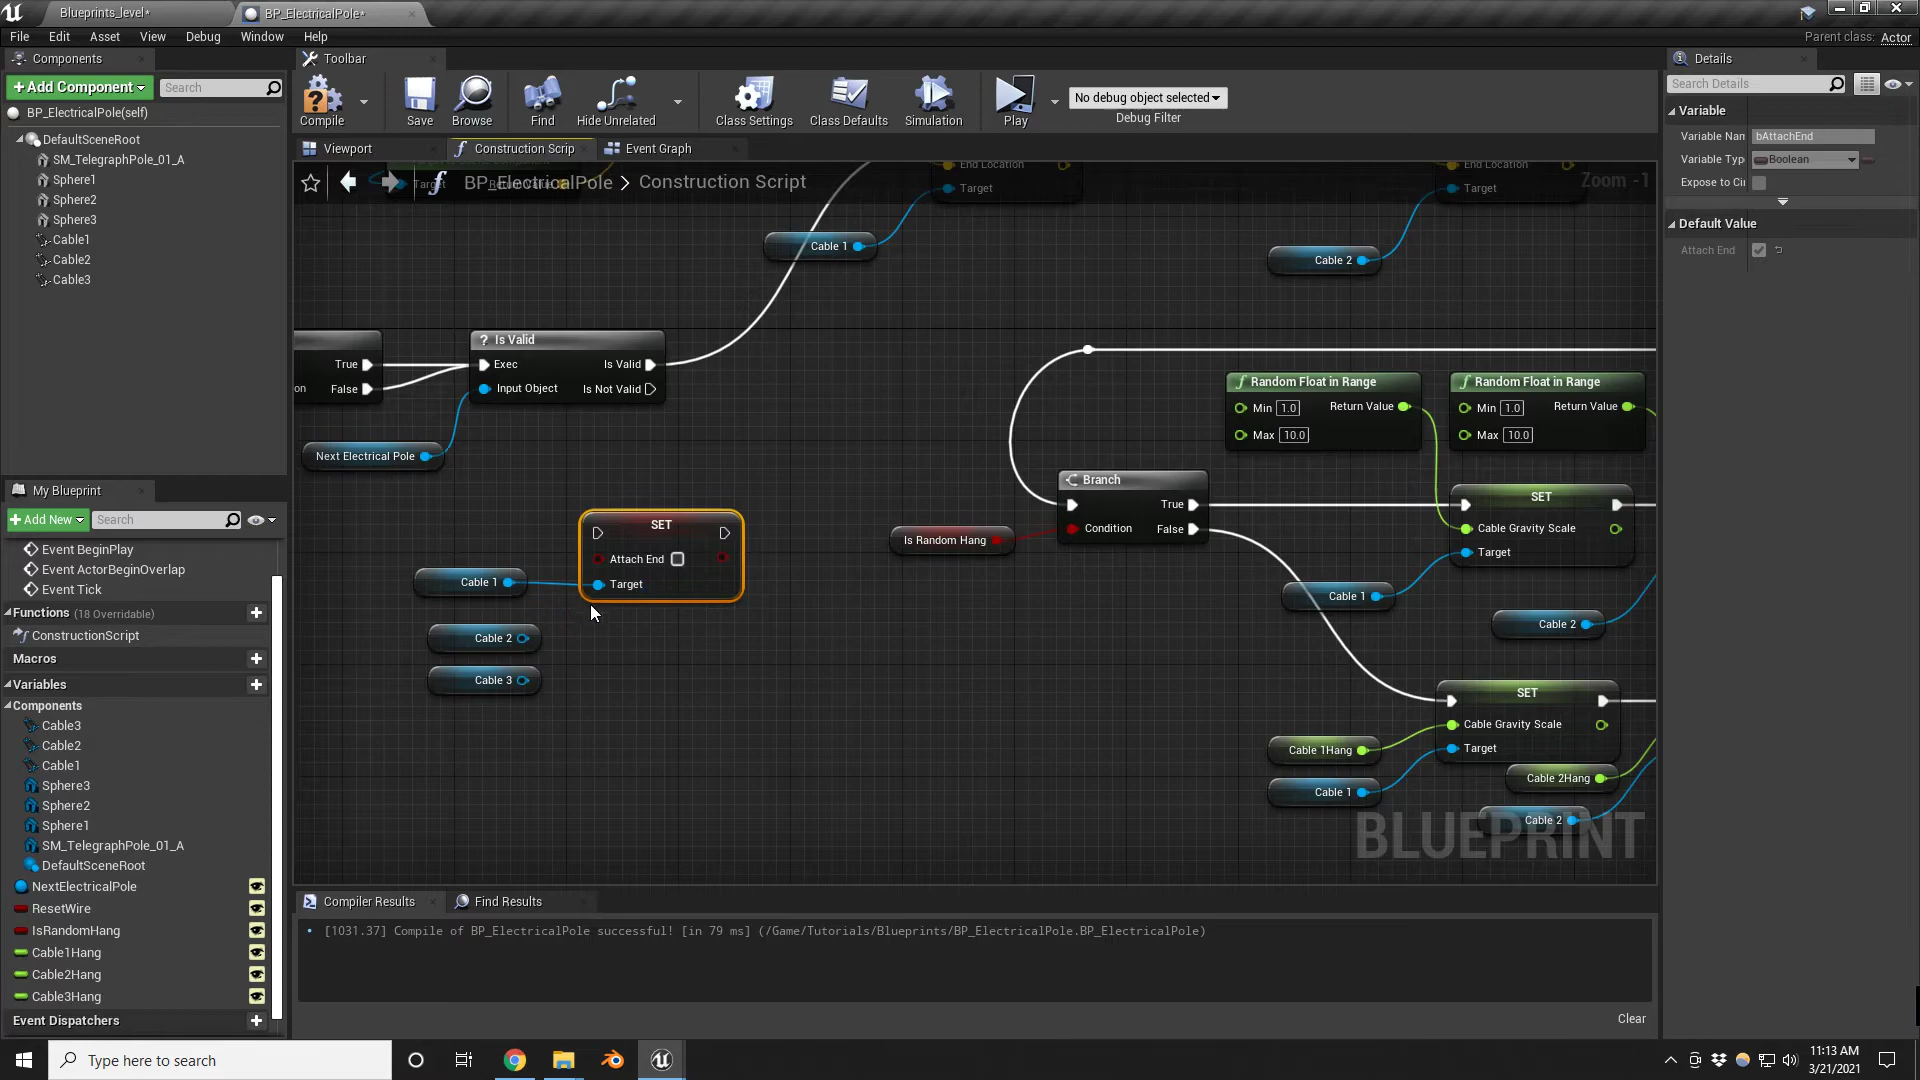 Blueprints_level*
BP_ElectricalPole*
File Edit Asset View Debug Window Help
Parent class: Actor
Components
+ Add Component
Search
BP_ElectricalPole(self)
DefaultSceneRoot
SM_TelegraphPole_01_A
Sphere1
Sphere2
Sphere3
Cable1
Cable2
Cable3
My Blueprint
+ Add New
Search
Event BeginPlay
Event ActorBeginOverlap
Event Tick
Functions (18 Overridable)
ConstructionScript
Macros
Variables
Components
Cable3
Cable2
Cable1
Sphere3
Sphere2
Sphere1
SM_TelegraphPole_01_A
DefaultSceneRoot
NextElectricalPole
ResetWire
IsRandomHang
Cable1Hang
Cable2Hang
Cable3Hang
Event Dispatchers
Toolbar
Compile
Save
Browse
Find
Hide Unrelated
Class Settings
Class Defaults
Simulation
Play
No debug object selected
Debug Filter
Viewport
Construction Scrip
Event Graph
BP_ElectricalPole > Construction Script
Zoom -1
Target
End Location
Target
End Location
Target
Cable 1
Cable 2
True
False
on
? Is Valid
Exec
Is Valid
Input Object
Is Not Valid
Next Electrical Pole
SET
Attach End
Target
Cable 1
Cable 2
Cable 3
Is Random Hang
Branch
True
Condition
False
Random Float in Range
Min 1.0
Return Value
Max 10.0
Random Float in Range
Min 1.0
Return Value
Max 10.0
SET
Cable Gravity Scale
Target
Cable 1
Cable 2
SET
Cable Gravity Scale
Target
Cable 1Hang
Cable 1
Cable 2Hang
Cable 2
BLUEPRINT
Compiler Results
Find Results
[1031.37] Compile of BP_ElectricalPole successful! [in 79 ms] (/Game/Tutorials/Blueprints/BP_ElectricalPole.BP_ElectricalPole)
Clear
Details
Search Details
Variable
Variable Nan
bAttachEnd
Variable Typ
Boolean
Expose to Ci
Default Value
Attach End
Type here to search
11:13 AM
3/21/2021